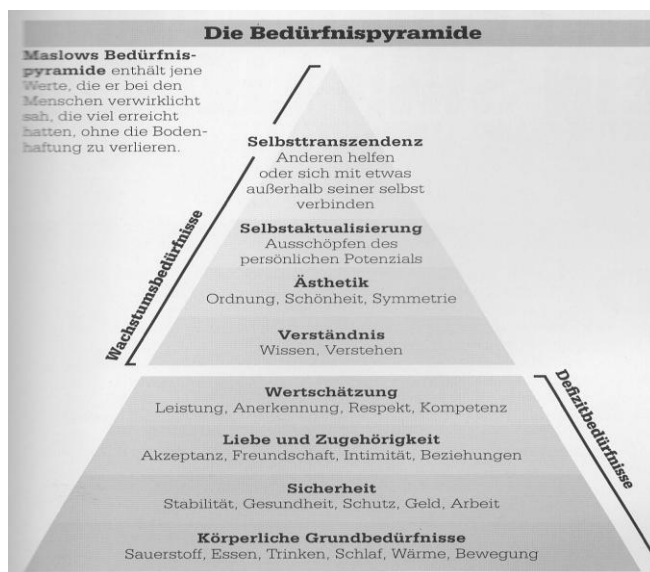 Die Bedürfnispyramide
Maslows Bedürfnis-
pyramide enthält jene
Werte, die er bei den
Menschen verwirklicht
sah, die viel erreicht
hatten, ohne die Boden-
haftung zu verlieren.
Wachstumsbedürfnisse
Selbsttranszendenz
Anderen helfen
oder sich mit etwas
außerhalb seiner selbst
verbinden
Selbstaktualisierung
Ausschöpfen des
persönlichen Potenzials
Ästhetik
Ordnung, Schönheit, Symmetrie
Verständnis
Wissen, Verstehen
Defizitbedürfnisse
Wertschätzung
Leistung, Anerkennung, Respekt, Kompetenz
Liebe und Zugehörigkeit
Akzeptanz, Freundschaft, Intimität, Beziehungen
Sicherheit
Stabilität, Gesundheit, Schutz, Geld, Arbeit
Körperliche Grundbedürfnisse
Sauerstoff, Essen, Trinken, Schlaf, Wärme, Bewegung